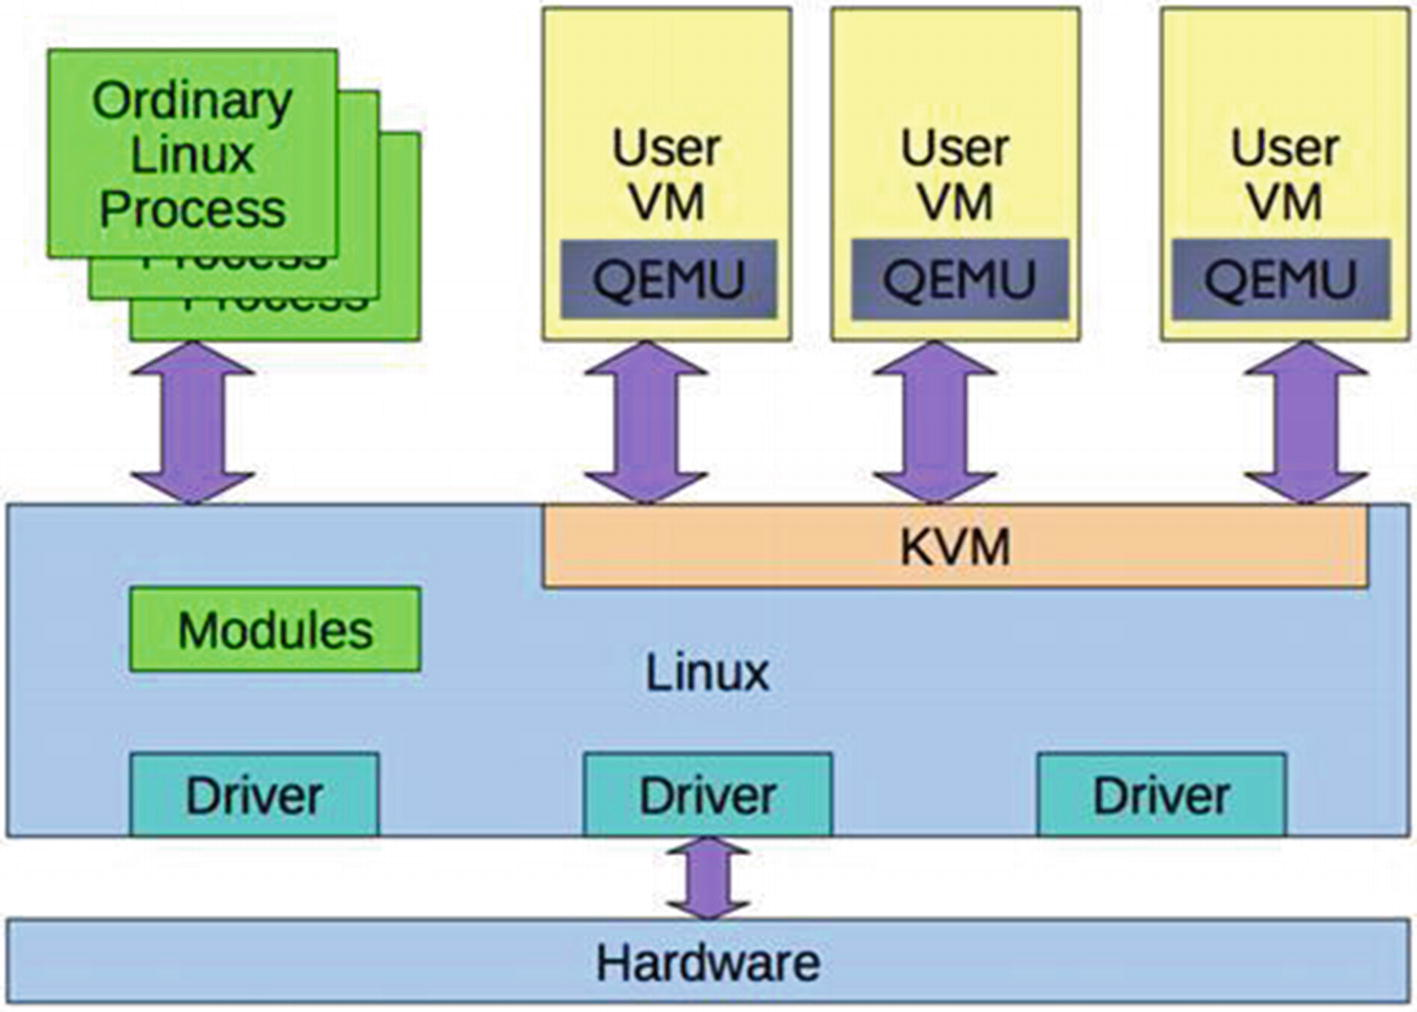 Ordinary
Linux
Process
Process
Process
User
VM
QEMU
User
VM
QEMU
User
VM
QEMU
KVM
Modules
Linux
Driver
Driver
Driver
Hardware